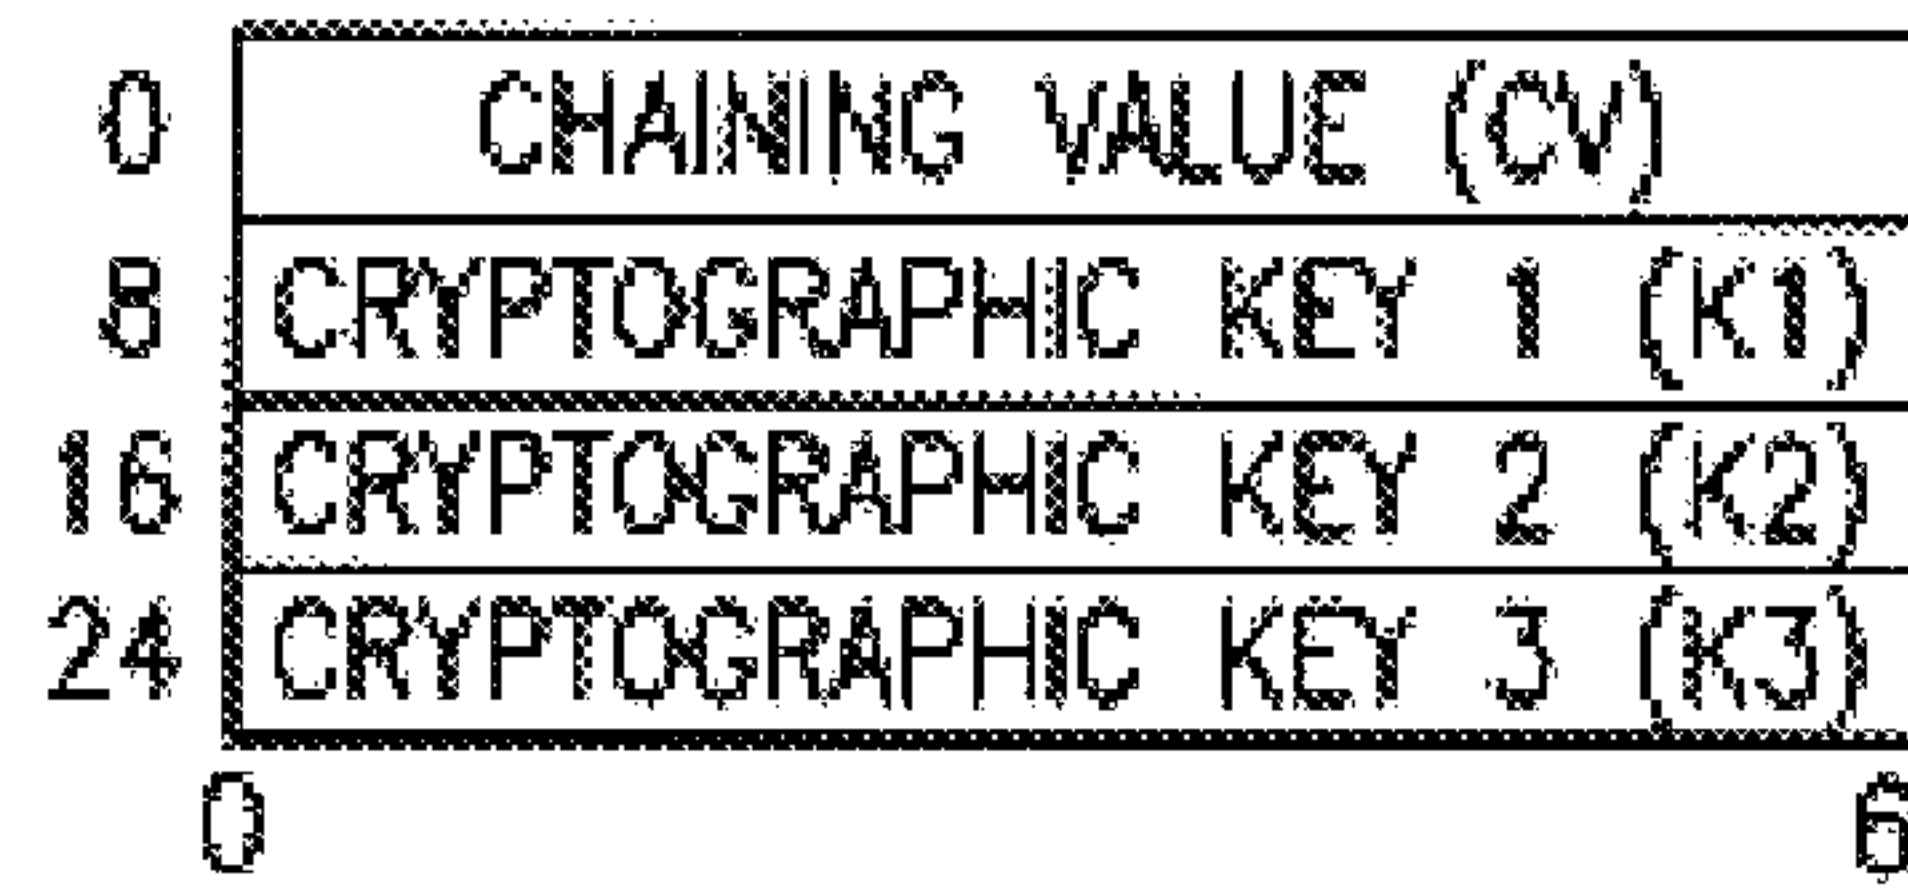 0 CHAINING VALUE (CV)
8 CRYPTOGRAPHIC KEY 1 (K1)
16 CRYPTOGRAPHIC KEY 2 (K2)
24 CRYPTOGRAPHIC KEY 3 (K3)
0 6